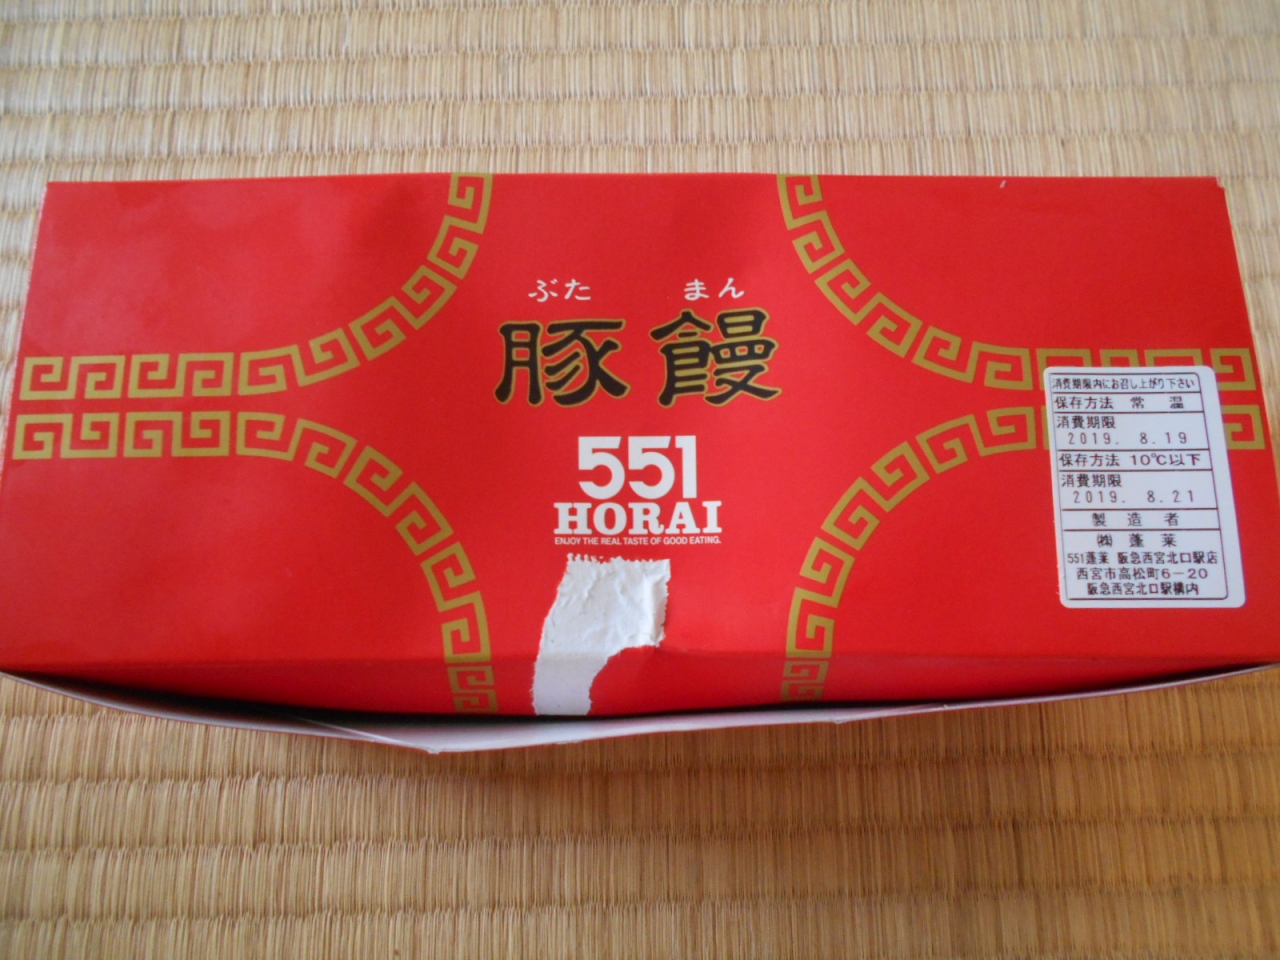 ぶた まん
豚饅
551
HORAI
ENJOY THE REAL TASTE OF GOOD EATING.
消費期限内にお召し上がり下さい
保存方法 常 温
消費期限
2019. 8.19
保存方法 10℃以下
消費期限
2019. 8.21
製 造 者
㈱ 蓬 莱
551蓬莱 阪急西宮北口駅店
西宮市高松町6－20
阪急西宮北口駅構内